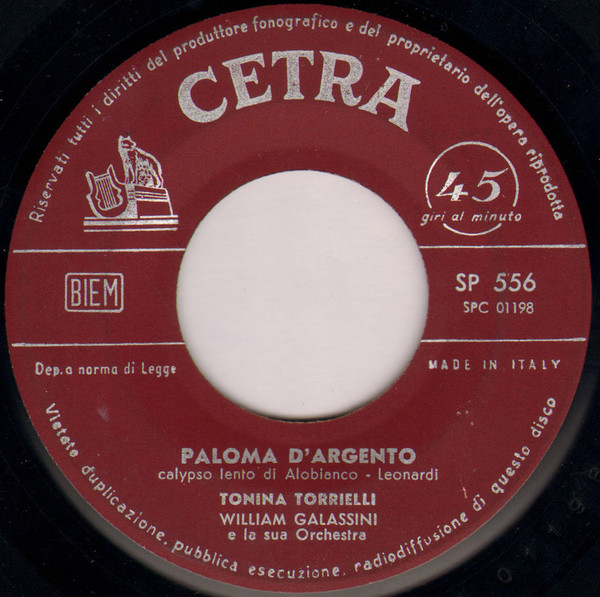 Riservati tutti i diritti del produttore fonografico e del proprietario dell'opera riprodotta
CETRA
45
giri al minuto
BIEM
SP 556
SPC 01198
Dep. a norma di Legge
MADE IN ITALY
PALOMA D'ARGENTO
calypso lento di Alobianco - Leonardi
TONINA TORRIELLI
WILLIAM GALASSINI
e la sua Orchestra
Vietate duplicazione, pubblica esecuzione, radiodiffusione di questo disco